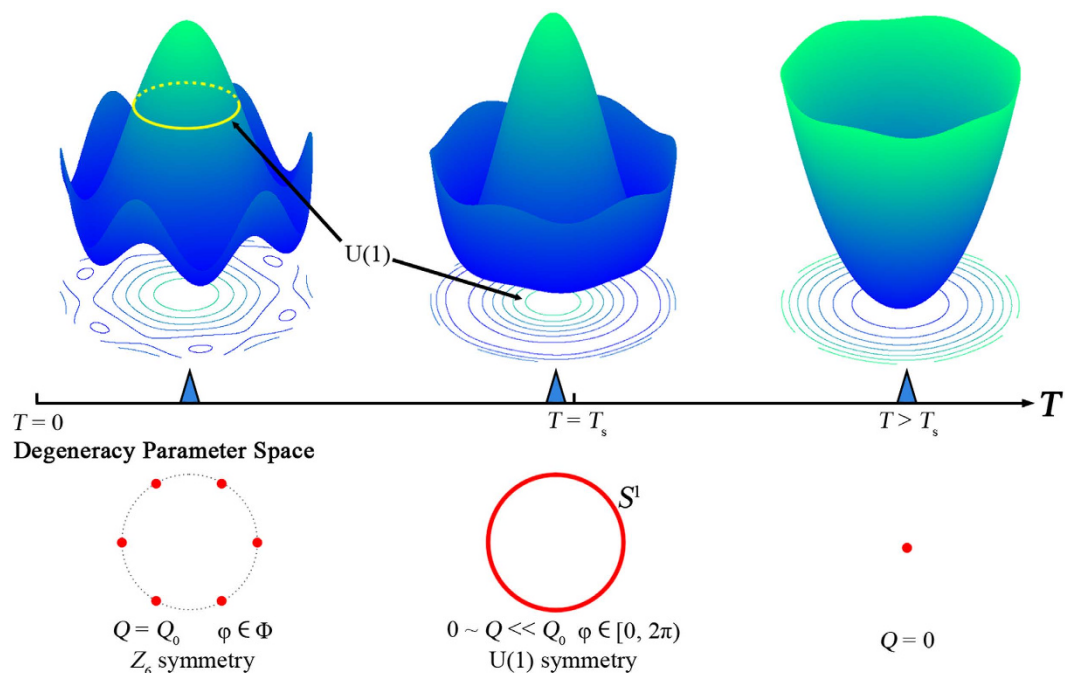 U(1)
T
T = 0
T = Tₛ
T > Tₛ
Degeneracy Parameter Space
S¹
Q = Q₀ φ ∈ Φ
0 ~ Q << Q₀ φ ∈ [0, 2π)
Q = 0
Z₆ symmetry
U(1) symmetry